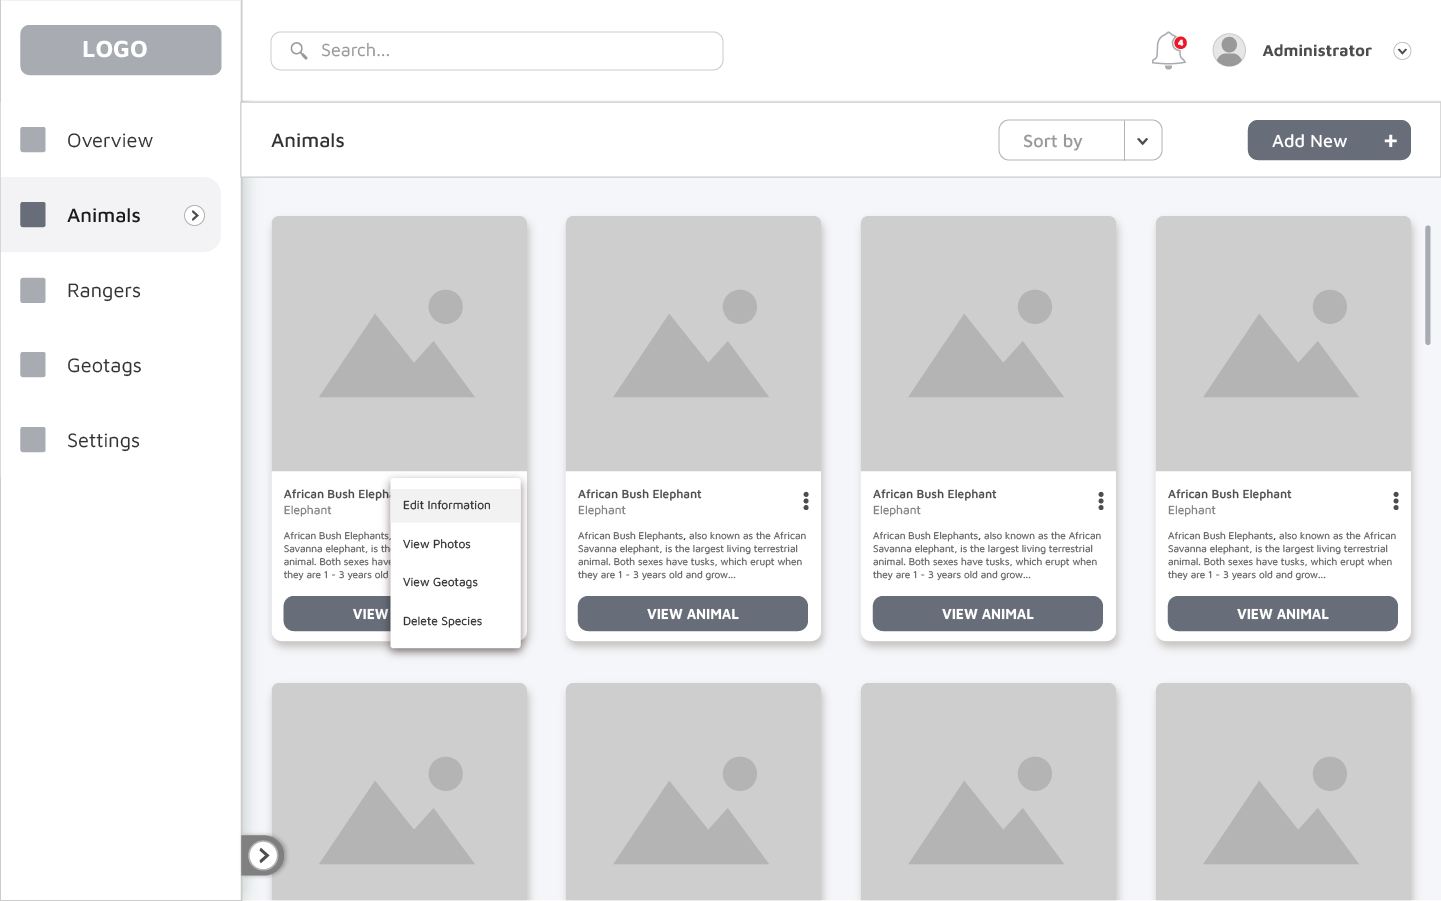 LOGO
Search...
4
Administrator
Overview
Animals
Rangers
Geotags
Settings
Animals
Sort by
Add New +
African Bush Eleph
Elephant
African Bush Elephants,
Savanna elephant, is th
animal. Both sexes have
they are 1 - 3 years old
VIEW
Edit Information
View Photos
View Geotags
Delete Species
African Bush Elephant
Elephant
African Bush Elephants, also known as the African
Savanna elephant, is the largest living terrestrial
animal. Both sexes have tusks, which erupt when
they are 1 - 3 years old and grow...
VIEW ANIMAL
African Bush Elephant
Elephant
African Bush Elephants, also known as the African
Savanna elephant, is the largest living terrestrial
animal. Both sexes have tusks, which erupt when
they are 1 - 3 years old and grow...
VIEW ANIMAL
African Bush Elephant
Elephant
African Bush Elephants, also known as the African
Savanna elephant, is the largest living terrestrial
animal. Both sexes have tusks, which erupt when
they are 1 - 3 years old and grow...
VIEW ANIMAL